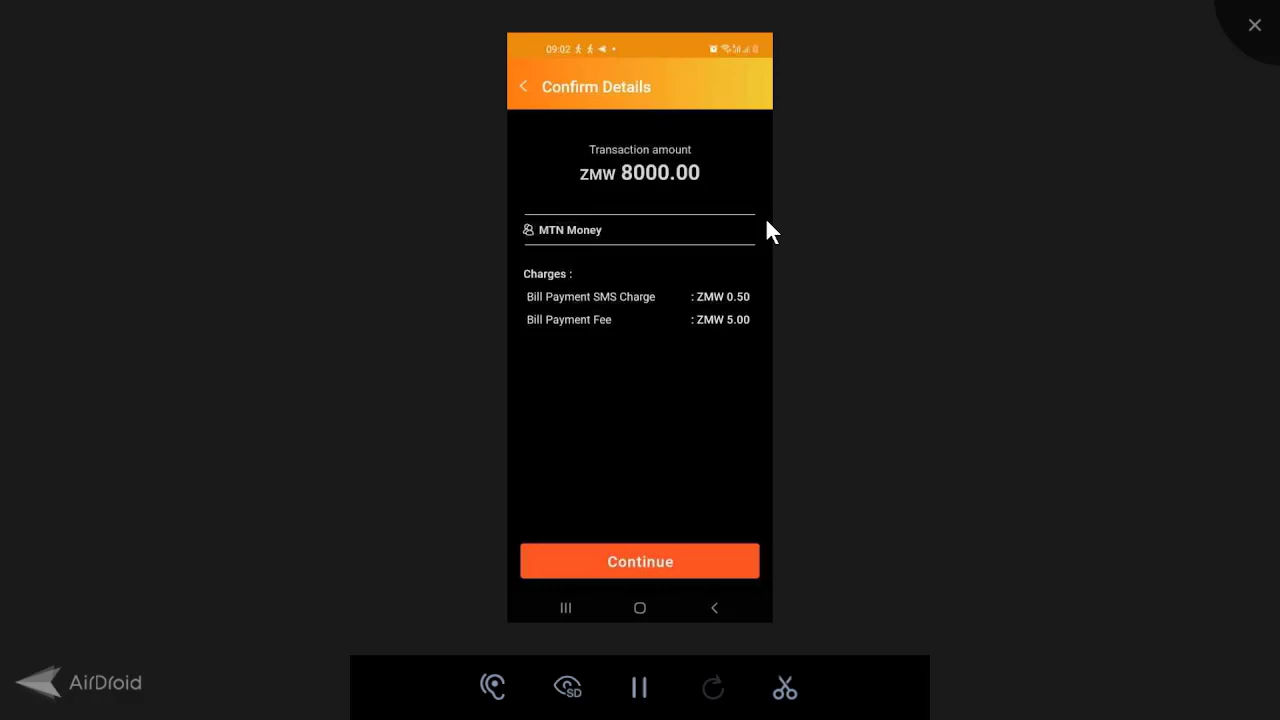 09:02
Confirm Details
Transaction amount
ZMW 8000.00
MTN Money
Charges :
Bill Payment SMS Charge : ZMW 0.50
Bill Payment Fee : ZMW 5.00
Continue
SD
AirDroid